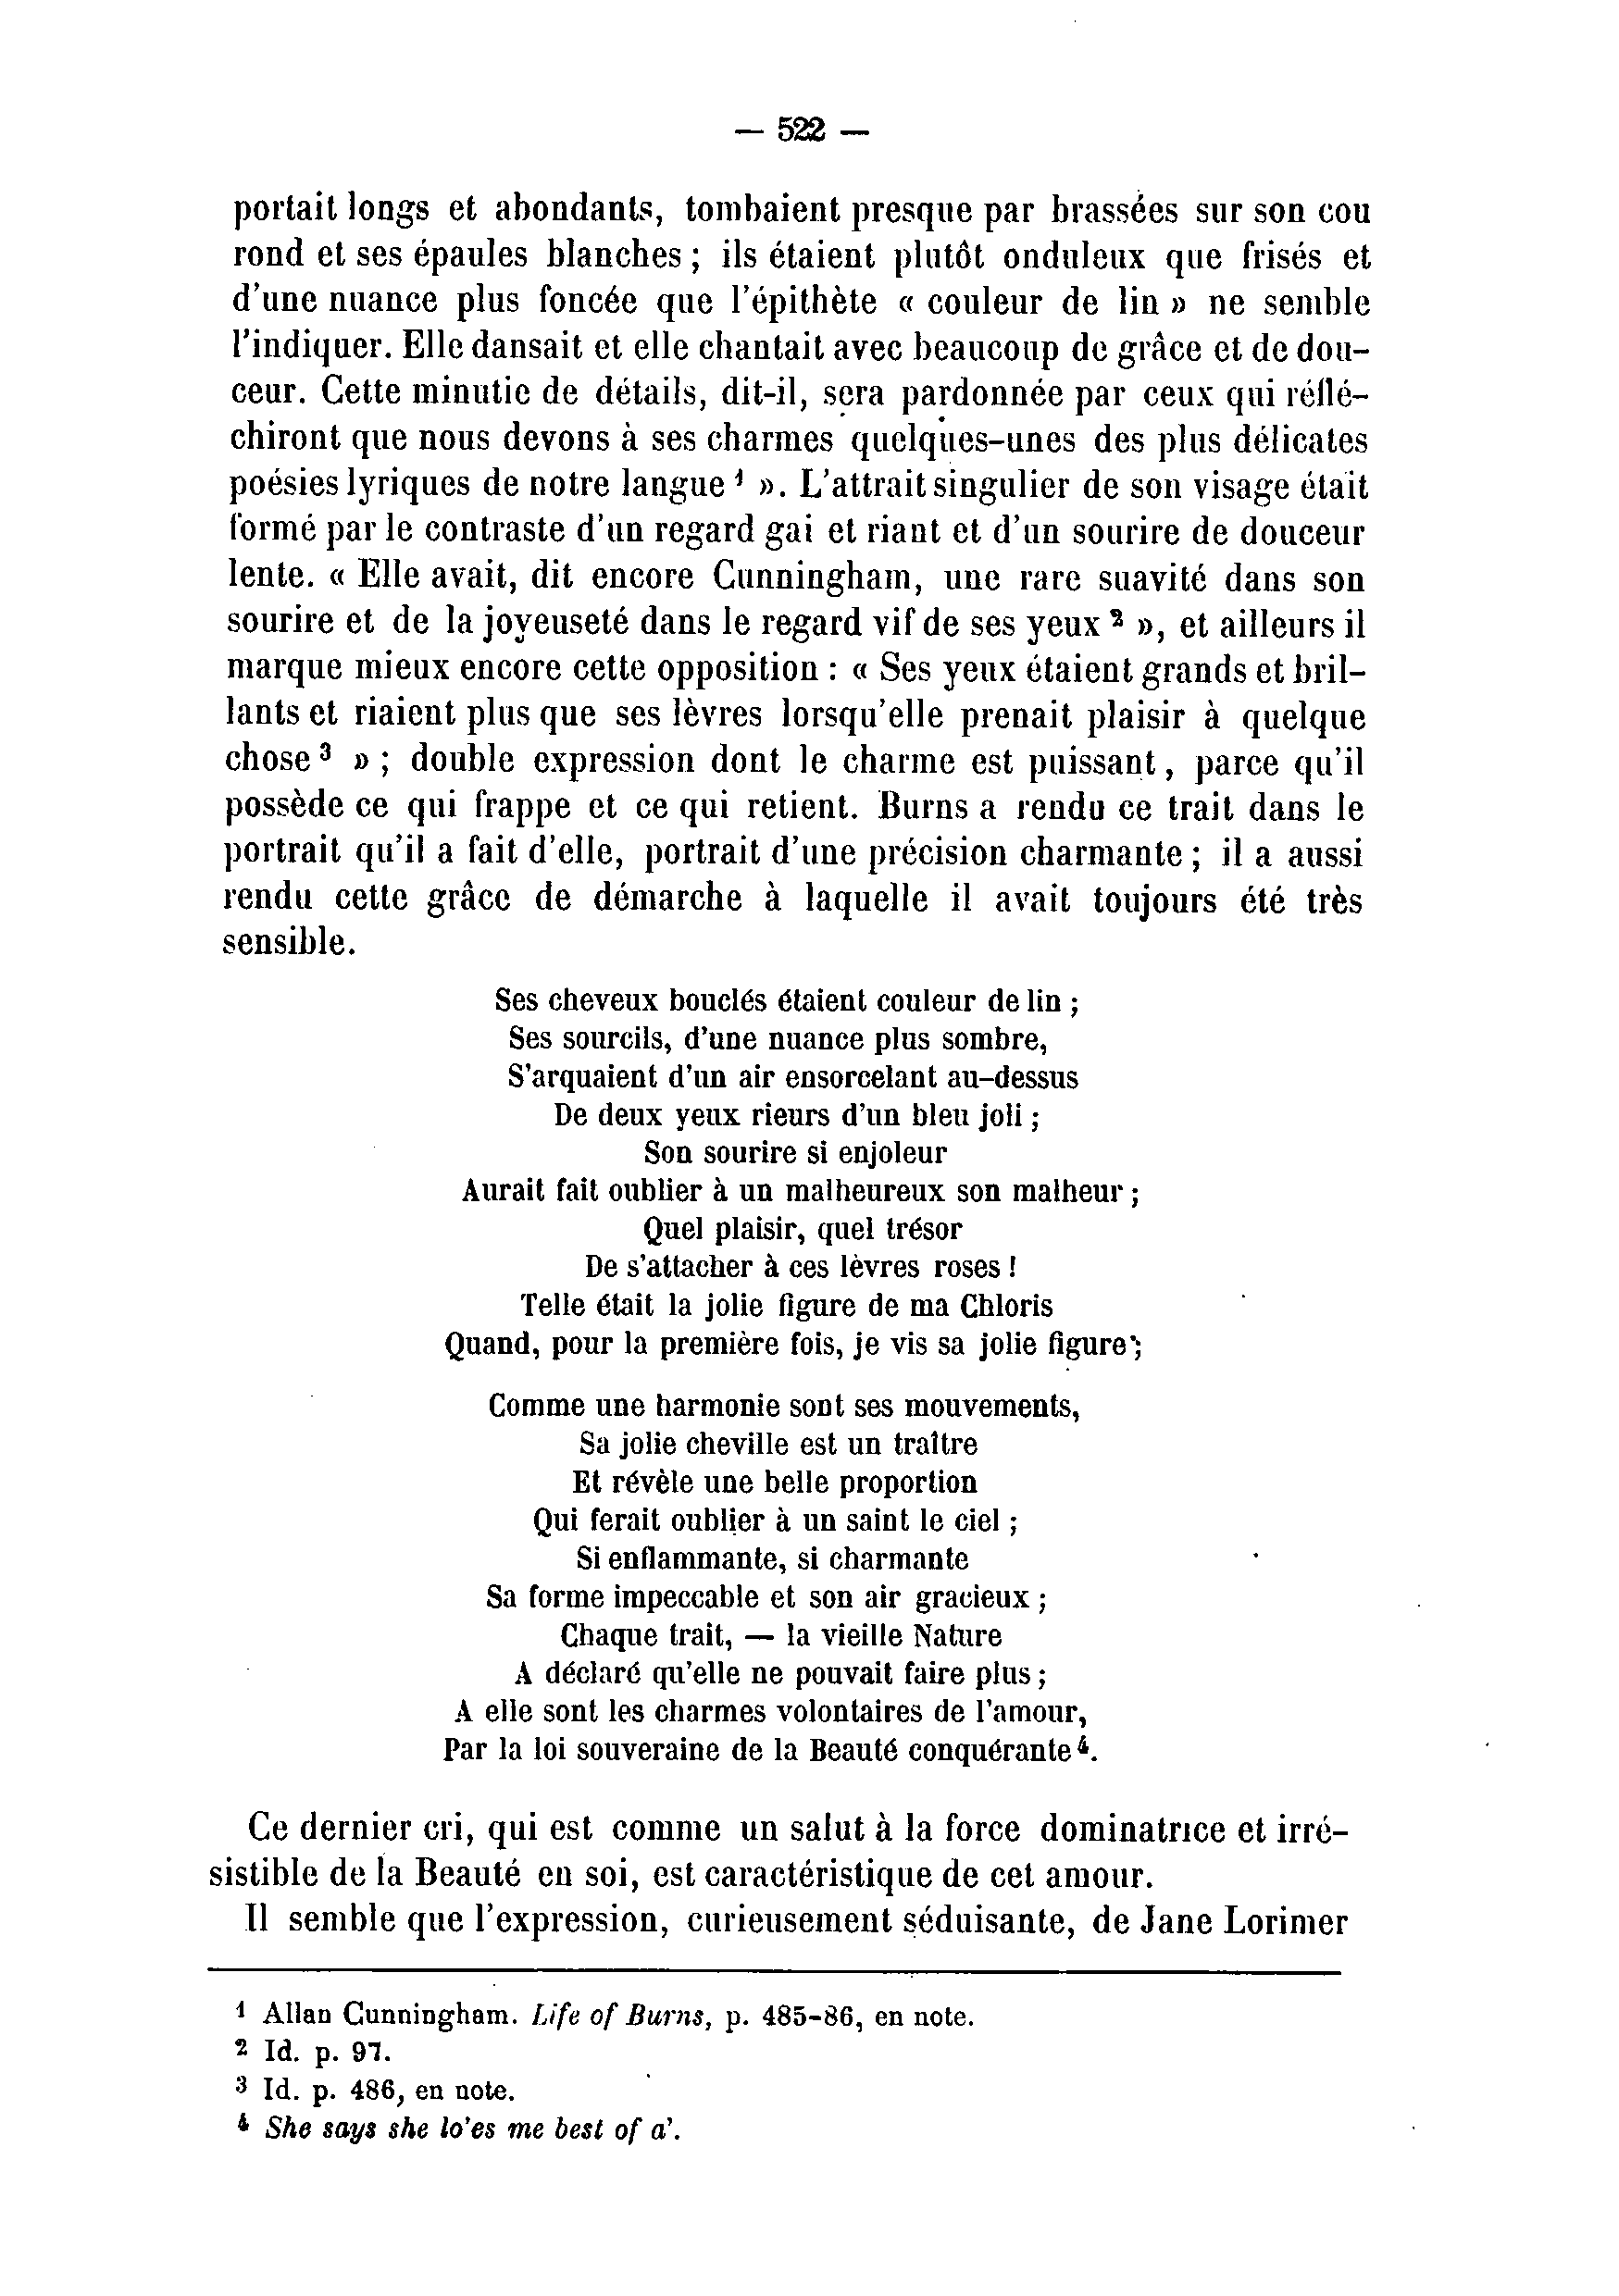 — 522 —
portait longs et abondants, tombaient presque par brassées sur son cou
rond et ses épaules blanches ; ils étaient plutôt onduleux que frisés et
d'une nuance plus foncée que l'épithète « couleur de lin » ne semble
l'indiquer. Elle dansait et elle chantait avec beaucoup de grâce et de dou-
ceur. Cette minutie de détails, dit-il, sera pardonnée par ceux qui réflé-
chiront que nous devons à ses charmes quelques-unes des plus délicates
poésies lyriques de notre langue ¹ ». L'attrait singulier de son visage était
formé par le contraste d'un regard gai et riant et d'un sourire de douceur
lente. « Elle avait, dit encore Cunningham, une rare suavité dans son
sourire et de la joyeuseté dans le regard vif de ses yeux ² », et ailleurs il
marque mieux encore cette opposition : « Ses yeux étaient grands et bril-
lants et riaient plus que ses lèvres lorsqu'elle prenait plaisir à quelque
chose ³ » ; double expression dont le charme est puissant, parce qu'il
possède ce qui frappe et ce qui retient. Burns a rendu ce trait dans le
portrait qu'il a fait d'elle, portrait d'une précision charmante ; il a aussi
rendu cette grâce de démarche à laquelle il avait toujours été très
sensible.
Ses cheveux bouclés étaient couleur de lin ;
Ses sourcils, d'une nuance plus sombre,
S'arquaient d'un air ensorcelant au-dessus
De deux yeux rieurs d'un bleu joli ;
Son sourire si enjoleur
Aurait fait oublier à un malheureux son malheur ;
Quel plaisir, quel trésor
De s'attacher à ces lèvres roses !
Telle était la jolie figure de ma Chloris
Quand, pour la première fois, je vis sa jolie figure ;
Comme une harmonie sont ses mouvements,
Sa jolie cheville est un traître
Et révèle une belle proportion
Qui ferait oublier à un saint le ciel ;
Si enflammante, si charmante
Sa forme impeccable et son air gracieux ;
Chaque trait, — la vieille Nature
A déclaré qu'elle ne pouvait faire plus ;
A elle sont les charmes volontaires de l'amour,
Par la loi souveraine de la Beauté conquérante ⁴.
Ce dernier cri, qui est comme un salut à la force dominatrice et irré-
sistible de la Beauté en soi, est caractéristique de cet amour.
Il semble que l'expression, curieusement séduisante, de Jane Lorimer
¹ Allan Cunningham. Life of Burns, p. 485-86, en note.
² Id. p. 97.
³ Id. p. 486, en note.
⁴ She says she lo'es me best of a'.